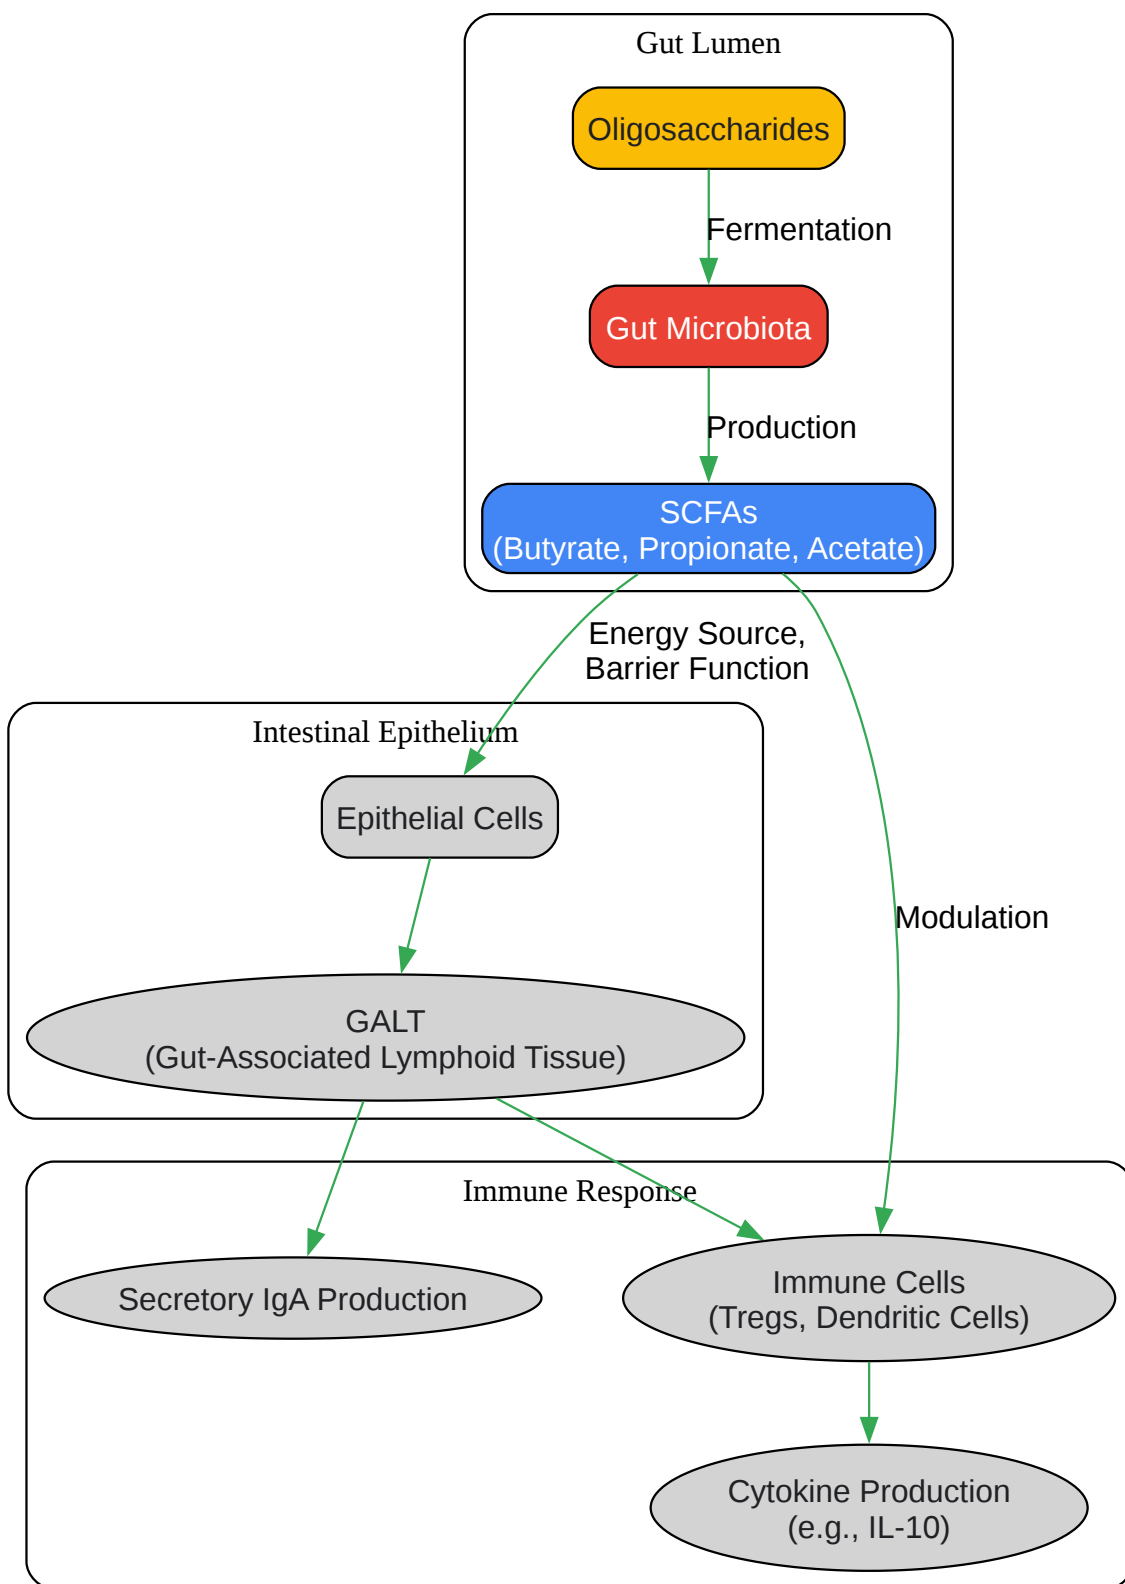 Gut Lumen
Oligosaccharides
Fermentation
Gut Microbiota
Production
SCFAs
(Butyrate, Propionate, Acetate)
Energy Source,
Barrier Function
Intestinal Epithelium
Epithelial Cells
Modulation
GALT
(Gut-Associated Lymphoid Tissue)
Immune Response
Secretory IgA Production
Immune Cells
(Tregs, Dendritic Cells)
Cytokine Production
(e.g., IL-10)